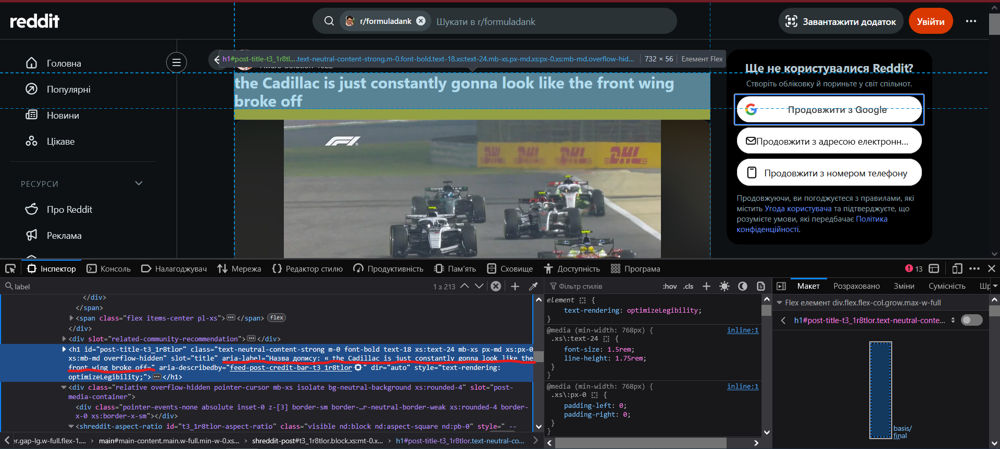 reddit
r/formuladank
Шукати в r/formuladank
Завантажити додаток
Увійти
Головна
Популярні
Новини
Цікаве
РЕСУРСИ
Про Reddit
Реклама
h1#post-title-t3_1r8tl….text-neutral-content-strong.m-0.font-bold.text-18.xs:text-24.mb-xs.px-md.xs:px-0.xs:mb-md.overflow-hid… 732 × 56 Елемент Flex
the Cadillac is just constantly gonna look like the front wing
broke off
F1
DHL DHL DHL DHL
Ще не користувалися Reddit?
Створіть обліковку й пориньте у світ спільнот.
Продовжити з Google
Продовжити з адресою електронн...
Продовжити з номером телефону
Продовжуючи, ви погоджуєтеся з правилами, які
містить Угода користувача та підтверджуєте, що
розумієте умови, які передбачає Політика
конфіденційності.
Інспектор Консоль Налагоджувач Мережа Редактор стилю Продуктивність Пам'ять Сховище Доступність Програма 13
label 1 з 213
</div>
</span>
<span class="flex items-center pl-xs"> ··· </span> flex
</div>
<div slot="related-community-recommendation"> ··· </div>
<h1 id="post-title-t3_1r8tlor" class="text-neutral-content-strong m-0 font-bold text-18 xs:text-24 mb-xs px-md xs:px-0
xs:mb-md overflow-hidden" slot="title" aria-label="Назва допису: « the Cadillac is just constantly gonna look like the
front wing broke off»" aria-describedby="feed-post-credit-bar-t3_1r8tlor" dir="auto" style="text-rendering:
optimizeLegibility;"> ··· </h1>
<div class="relative overflow-hidden pointer-cursor mb-xs isolate bg-neutral-background xs:rounded-4" slot="post-
media-container">
<div class="pointer-events-none absolute inset-0 z-[3] border-sm border-…r-neutral-border-weak xs:rounded-4 border-
x-0 xs:border-x-sm"></div>
<shreddit-aspect-ratio id="t3_1r8tlor-aspect-ratio" class="visible nd:block nd:aspect-square nd:pb-0" style=" --
er.gap-lg.w-full.flex-1.… main#main-content.main.w-full.min-w-0.xs… shreddit-post#t3_1r8tlor.block.xs:mt-0.x… h1#post-title-t3_1r8tlor.text-neutral-co…
Фільтр стилів :hov .cls
element {
text-rendering: optimizeLegibility;
}
@media (min-width: 768px) { inline:1
.xs\:text-24 {
font-size: 1.5rem;
line-height: 1.75rem;
}
}
@media (min-width: 768px) { inline:1
.xs\:px-0 {
padding-left: 0;
padding-right: 0;
}
}
Макет Розраховано Зміни Сумісність Шр
Flex елемент div.flex.flex-col.grow.max-w-full
h1#post-title-t3_1r8tlor.text-neutral-conte…
basis/
final